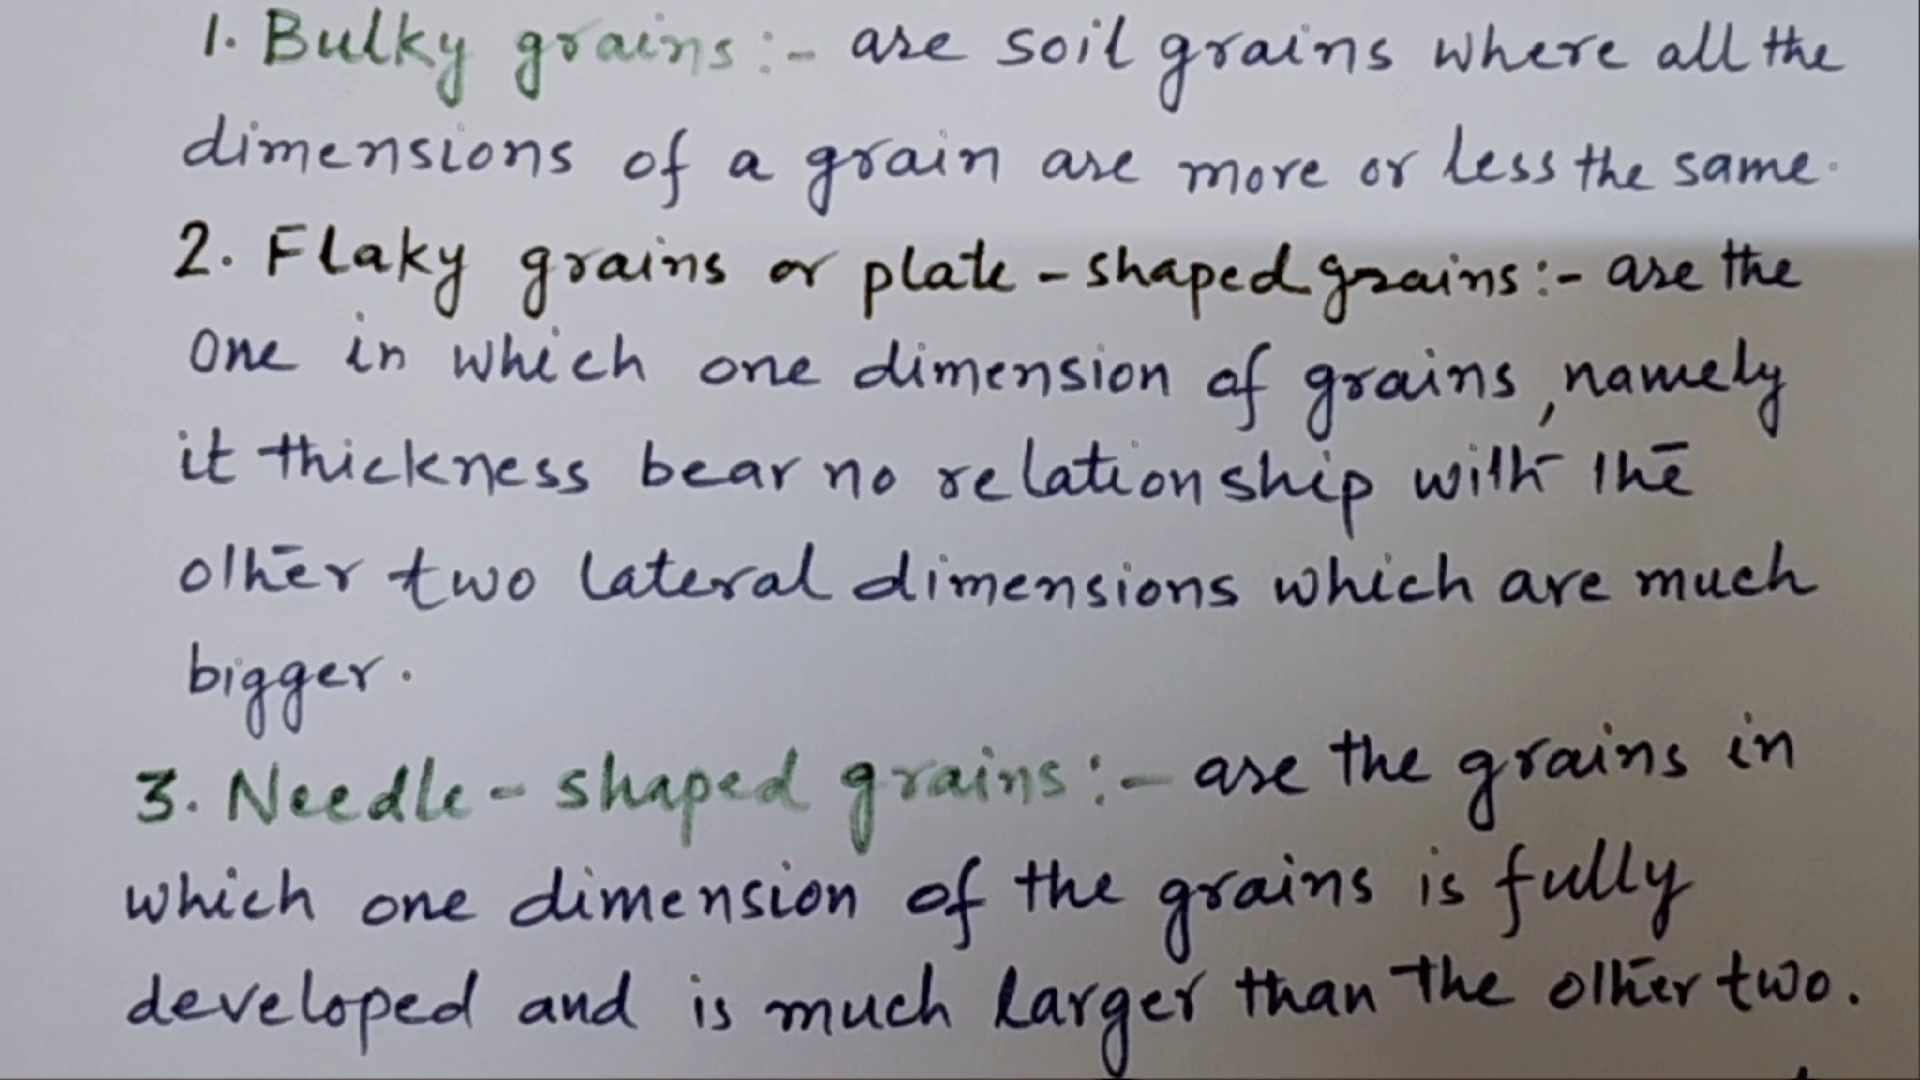 1. Bulky grains:- are soil grains where all the
dimensions of a grain are more or less the same.
2. Flaky grains or plate-shaped grains:- are the
one in which one dimension of grains, namely
it thickness bear no relationship with the
other two lateral dimensions which are much
bigger.
3. Needle-shaped grains:- are the grains in
which one dimension of the grains is fully
developed and is much larger than the other two.